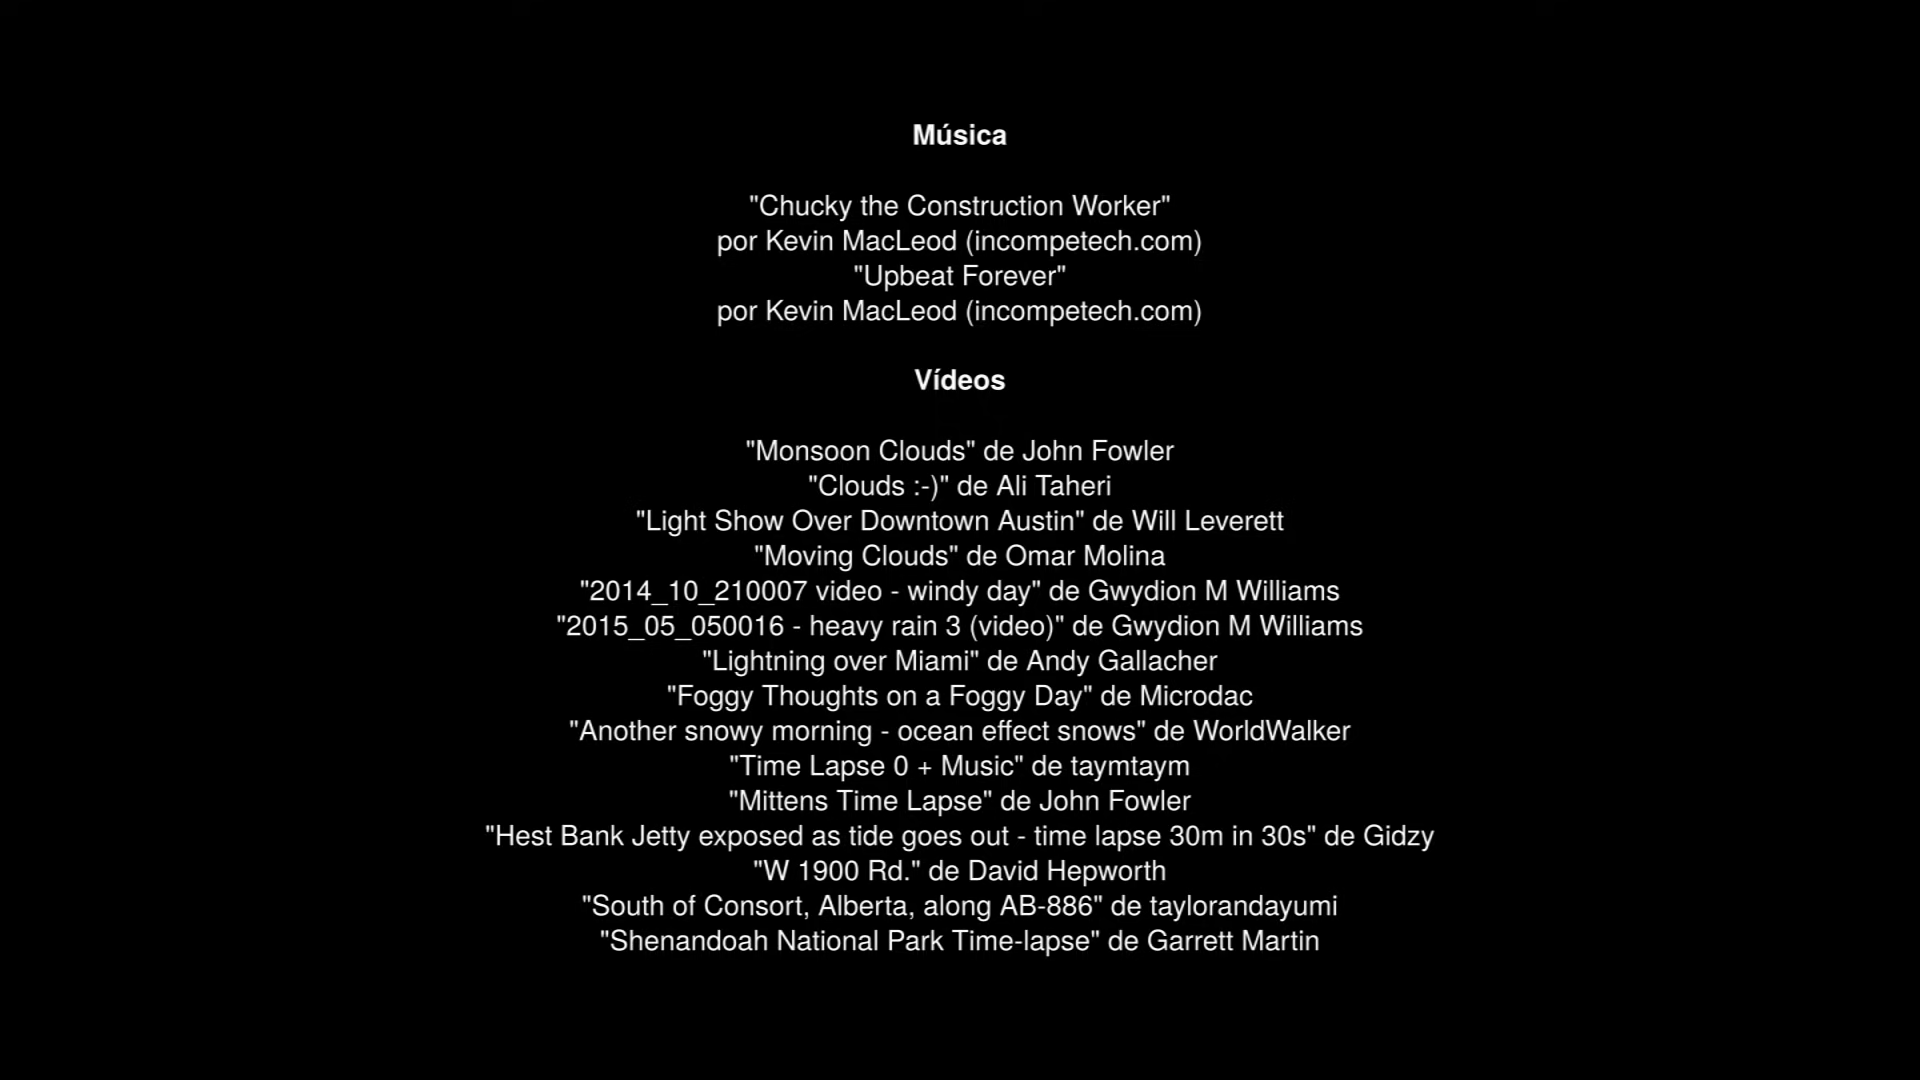 Música
"Chucky the Construction Worker"
por Kevin MacLeod (incompetech.com)
"Upbeat Forever"
por Kevin MacLeod (incompetech.com)
Vídeos
"Monsoon Clouds" de John Fowler
"Clouds :-)" de Ali Taheri
"Light Show Over Downtown Austin" de Will Leverett
"Moving Clouds" de Omar Molina
"2014_10_210007 video - windy day" de Gwydion M Williams
"2015_05_050016 - heavy rain 3 (video)" de Gwydion M Williams
"Lightning over Miami" de Andy Gallacher
"Foggy Thoughts on a Foggy Day" de Microdac
"Another snowy morning - ocean effect snows" de WorldWalker
"Time Lapse 0 + Music" de taymtaym
"Mittens Time Lapse" de John Fowler
"Hest Bank Jetty exposed as tide goes out - time lapse 30m in 30s" de Gidzy
"W 1900 Rd." de David Hepworth
"South of Consort, Alberta, along AB-886" de taylorandayumi
"Shenandoah National Park Time-lapse" de Garrett Martin